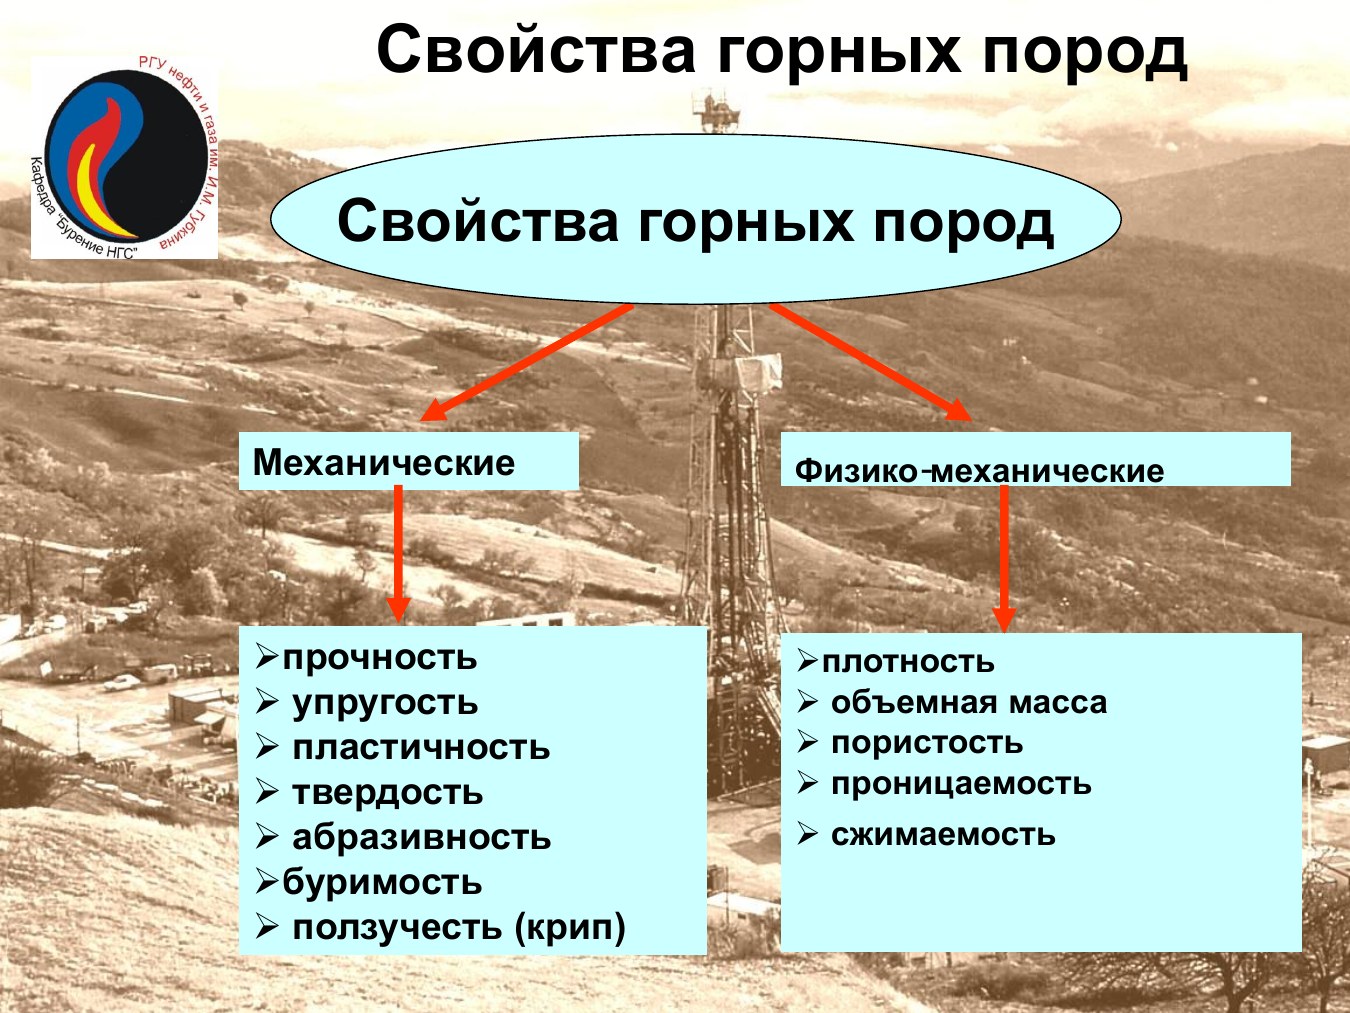 Свойства горных пород
РГУ нефти и газа им. И.М. Губкина
Кафедра "Бурение НГС"
Свойства горных пород
Механические
Физико-механические
прочность
упругость
пластичность
твердость
абразивность
буримость
ползучесть (крип)
плотность
объемная масса
пористость
проницаемость
сжимаемость